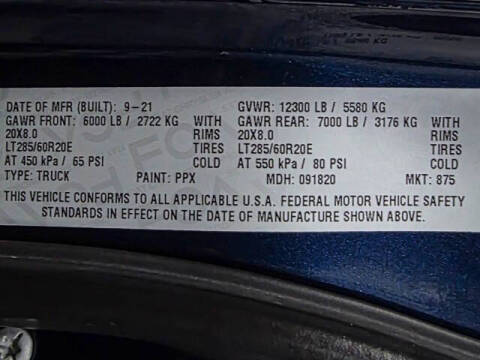 DATE OF MFR (BUILT): 9-21 GVWR: 12300 LB / 5580 KG
GAWR FRONT: 6000 LB / 2722 KG WITH GAWR REAR: 7000 LB / 3176 KG WITH
20X8.0 RIMS 20X8.0 RIMS
LT285/60R20E TIRES LT285/60R20E TIRES
AT 450 kPa / 65 PSI COLD AT 550 kPa / 80 PSI COLD
TYPE: TRUCK PAINT: PPX MDH: 091820 MKT: 875
THIS VEHICLE CONFORMS TO ALL APPLICABLE U.S.A. FEDERAL MOTOR VEHICLE SAFETY
STANDARDS IN EFFECT ON THE DATE OF MANUFACTURE SHOWN ABOVE.